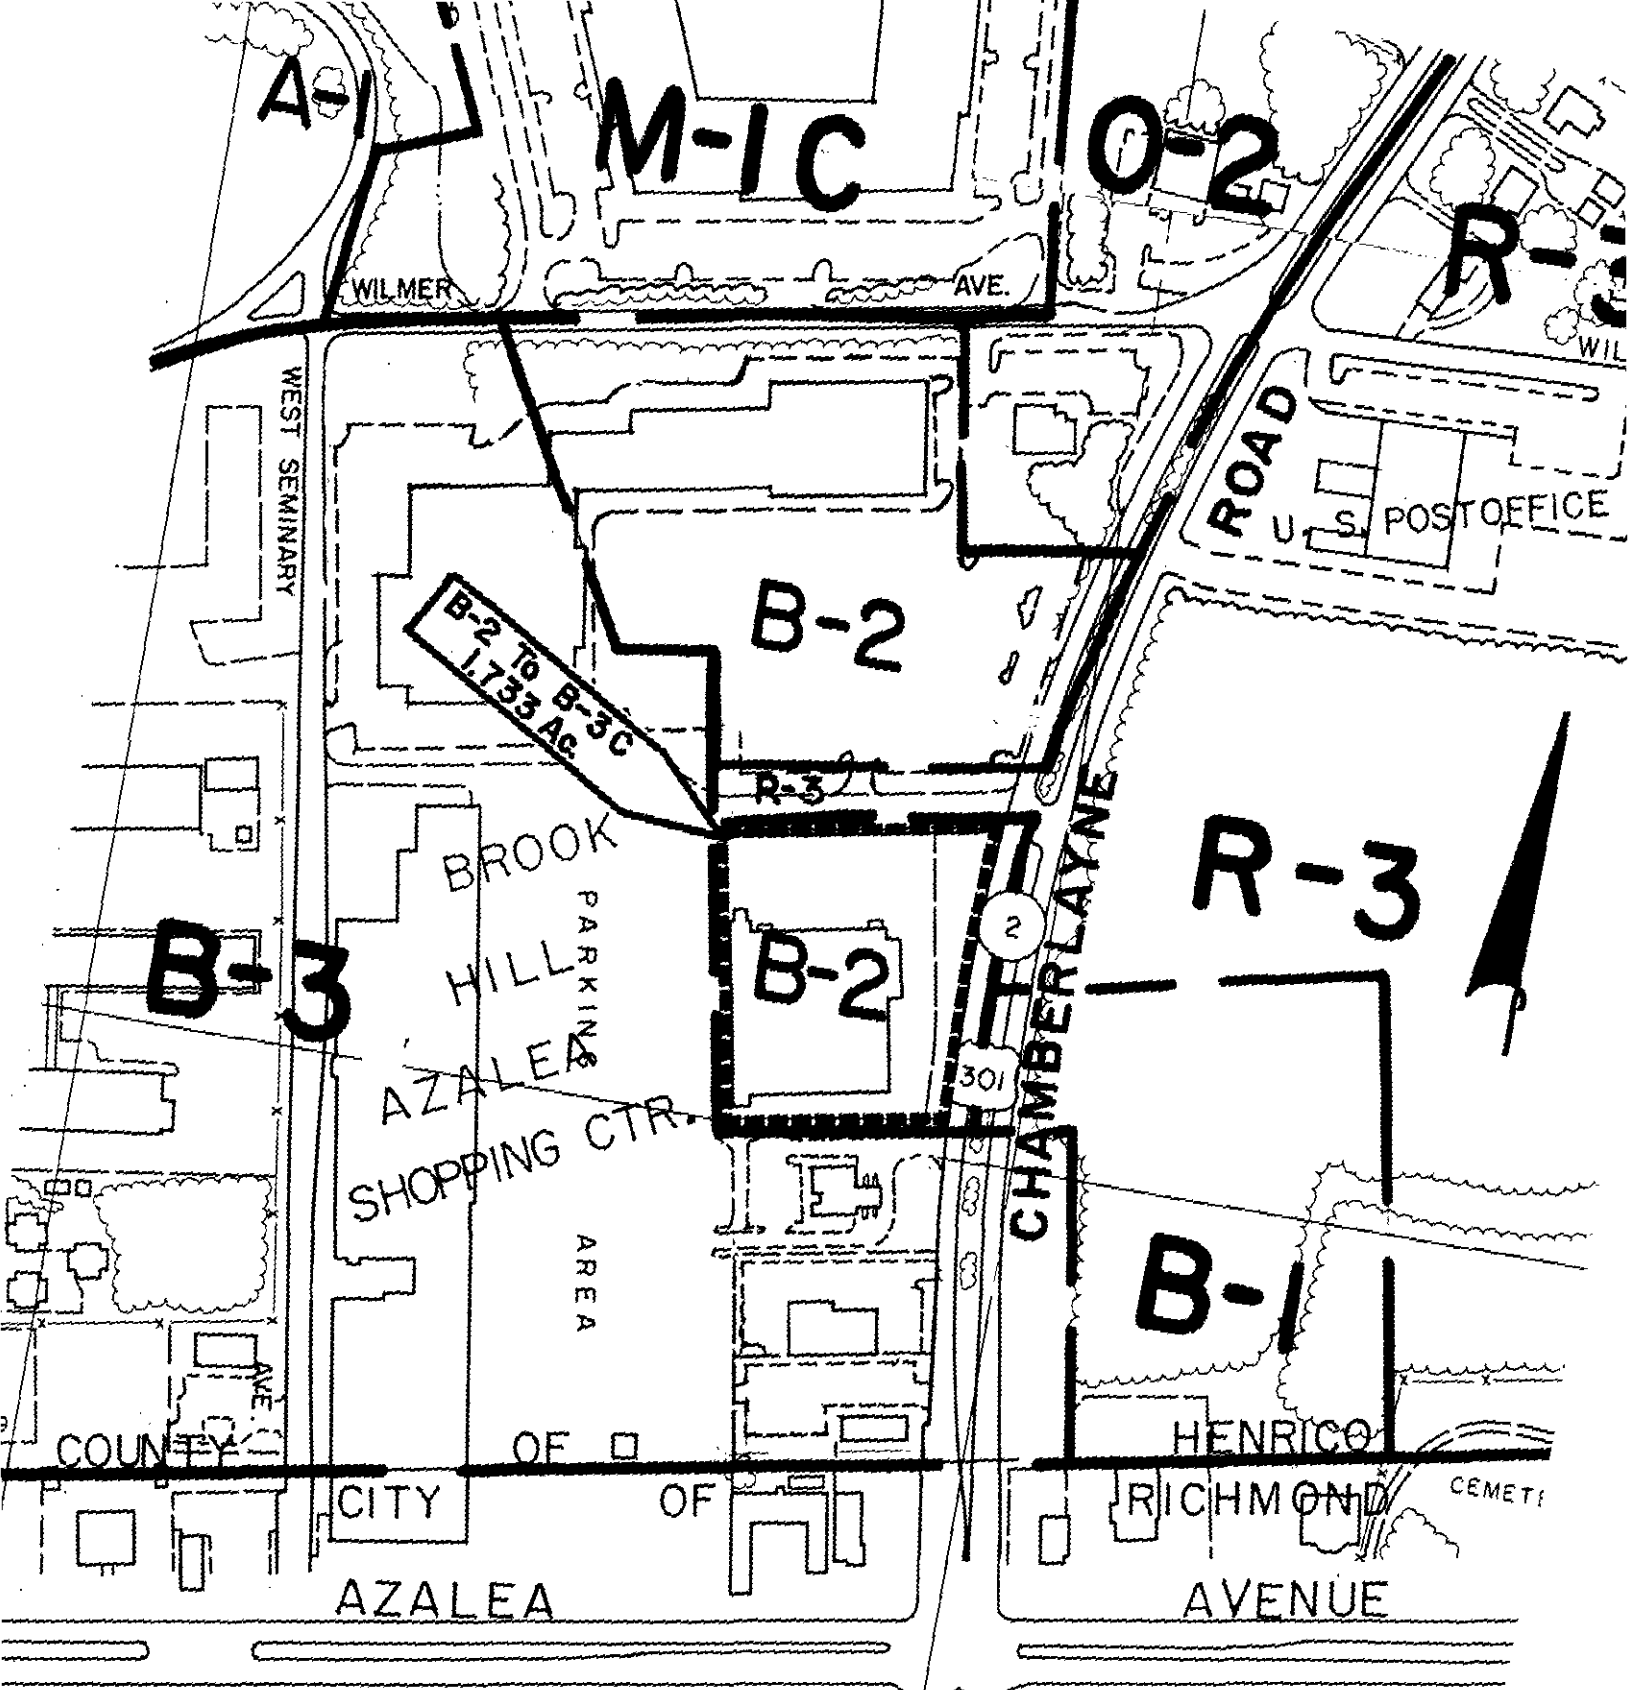 A-
M-1C
O-2
R-3
WILMER AVE.
WEST SEMINARY AVE.
ROAD
U. S. POSTOFFICE
B-2
B-2 To B-3C
1.733 Ac.
R-3
BROOK
HILL
AZALEA
SHOPPING CTR.
PARKING AREA
B-3
B-2
2
301
CHAMBERLAYNE
R-3
B-1
COUNTY OF HENRICO
CITY OF RICHMOND
AZALEA AVENUE